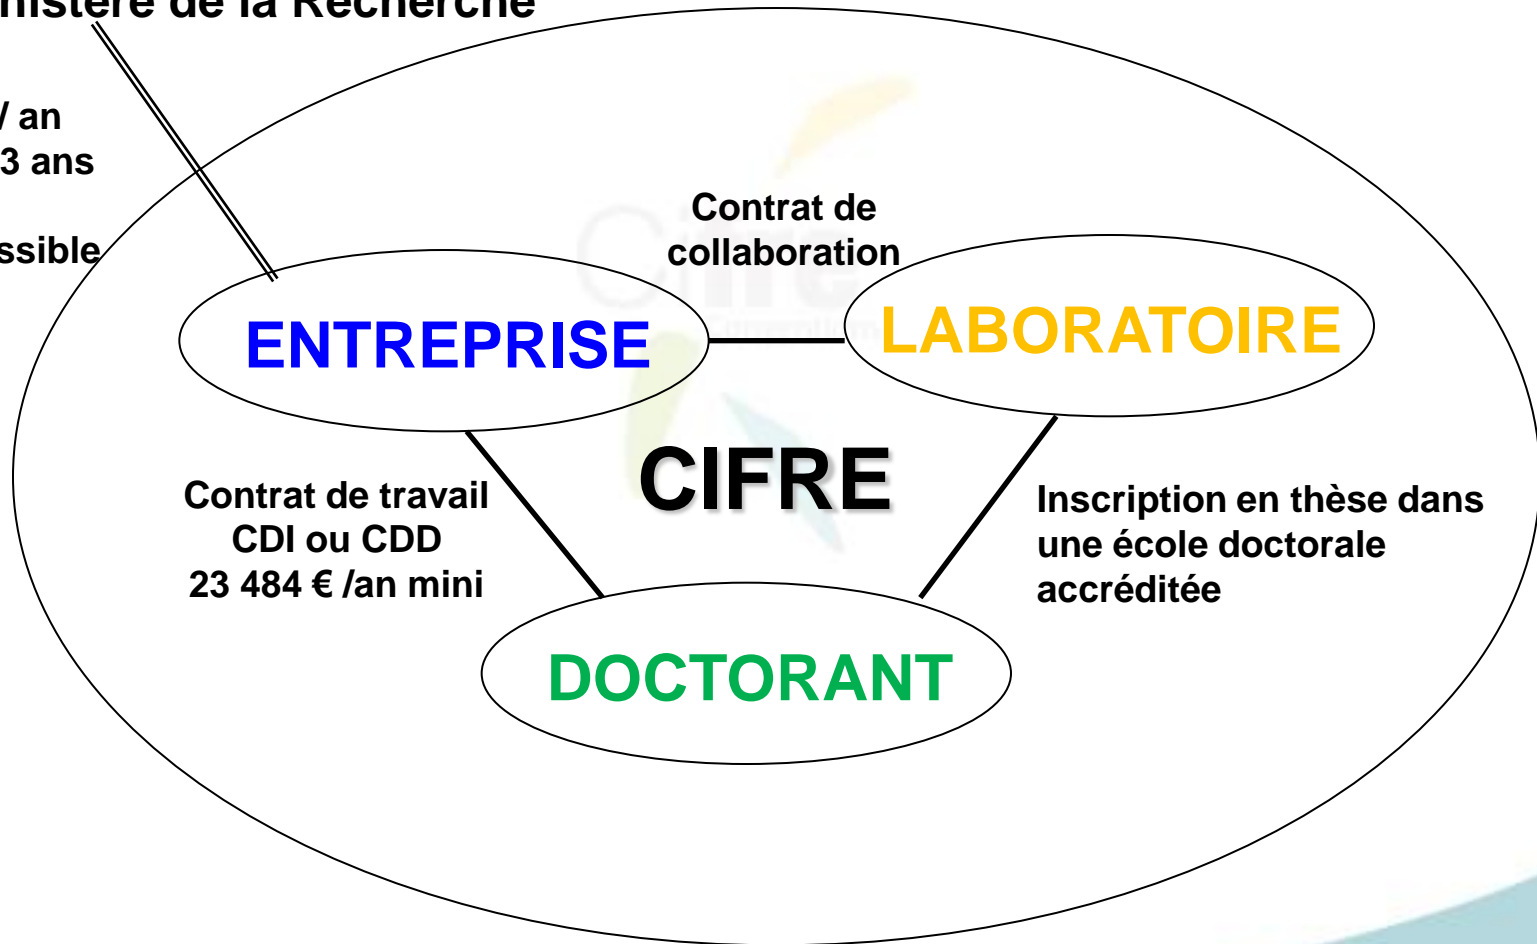 nistère de la Recherche
/ an
3 ans
ssible
Contrat de
collaboration
Cifre
ENTREPRISE
LABORATOIRE
CIFRE
Contrat de travail
CDI ou CDD
23 484 € /an mini
Inscription en thèse dans
une école doctorale
accréditée
DOCTORANT